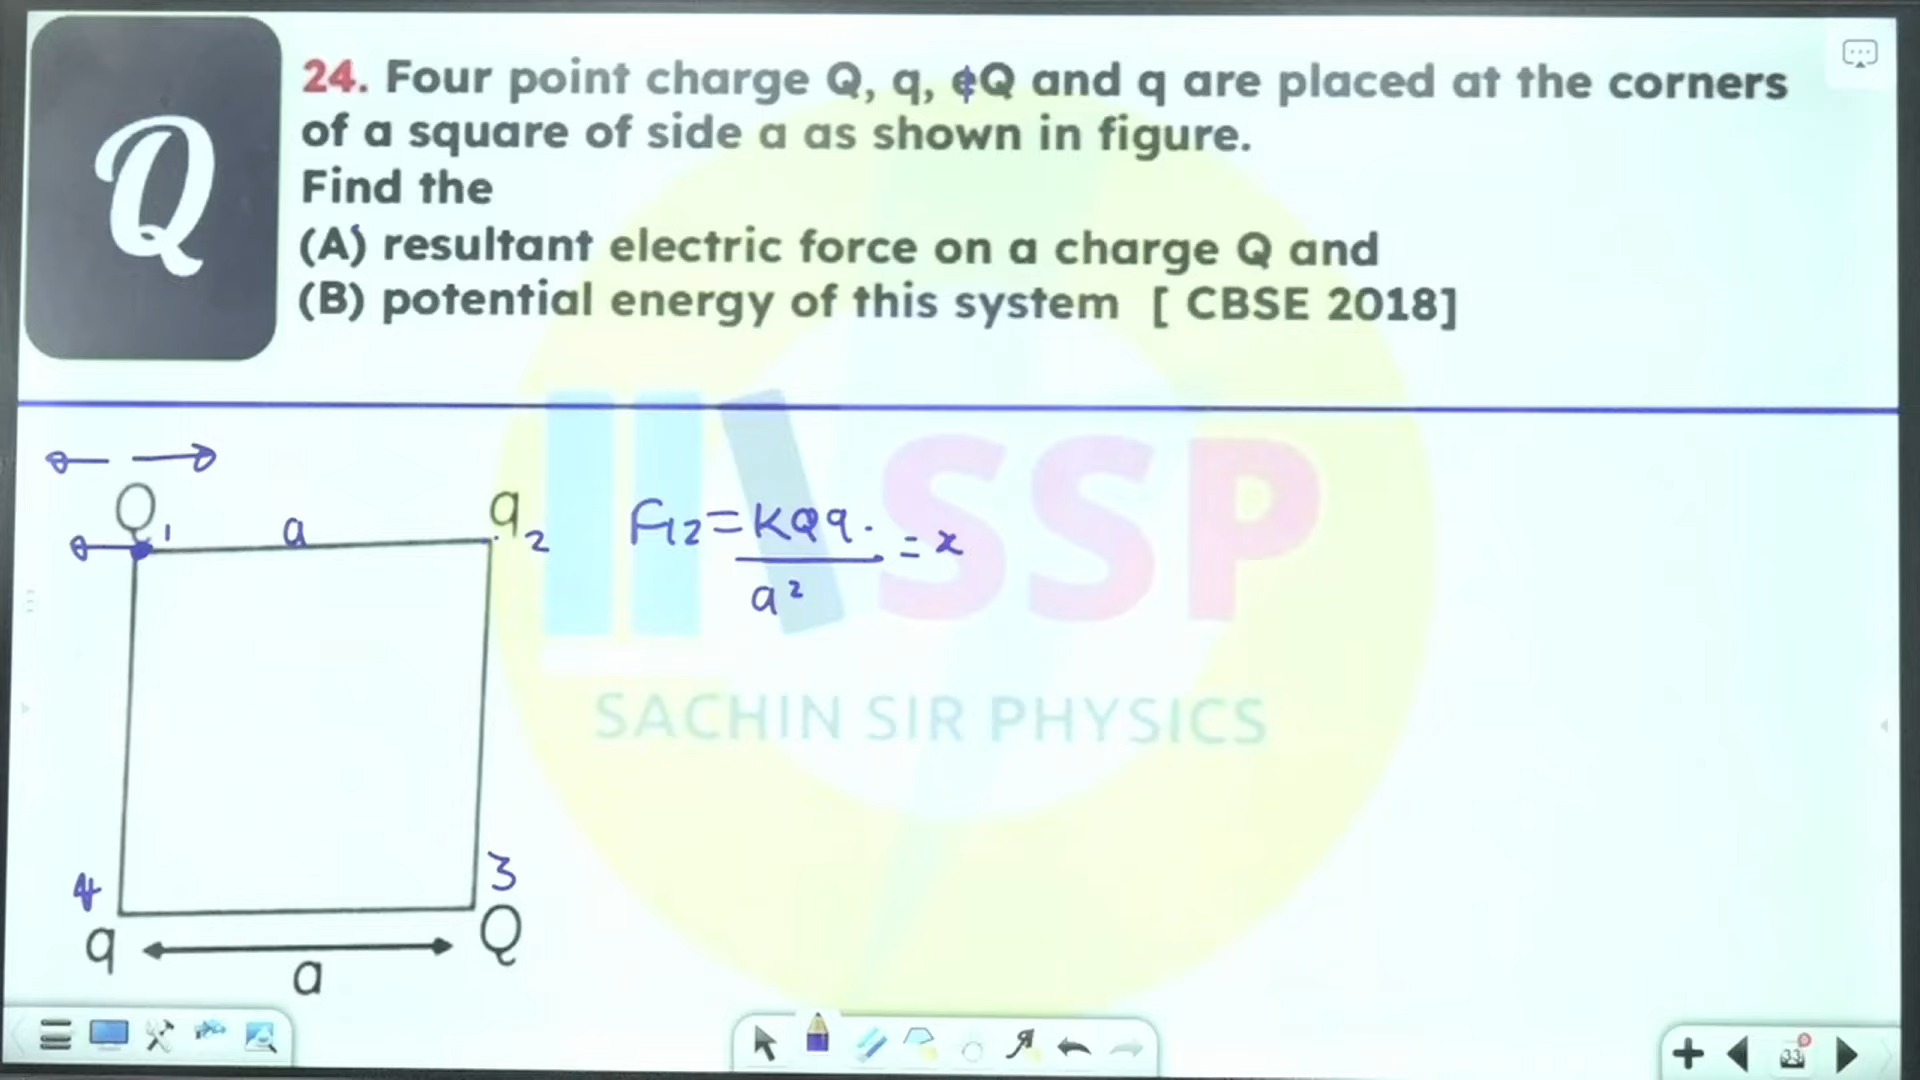 Q
24. Four point charge Q, q, Q and q are placed at the corners
of a square of side a as shown in figure.
Find the
(A) resultant electric force on a charge Q and
(B) potential energy of this system [ CBSE 2018]
Q 1 a q 2
F12 = KQq = x
a²
SSP
SACHIN SIR PHYSICS
4 3
q Q
a
33